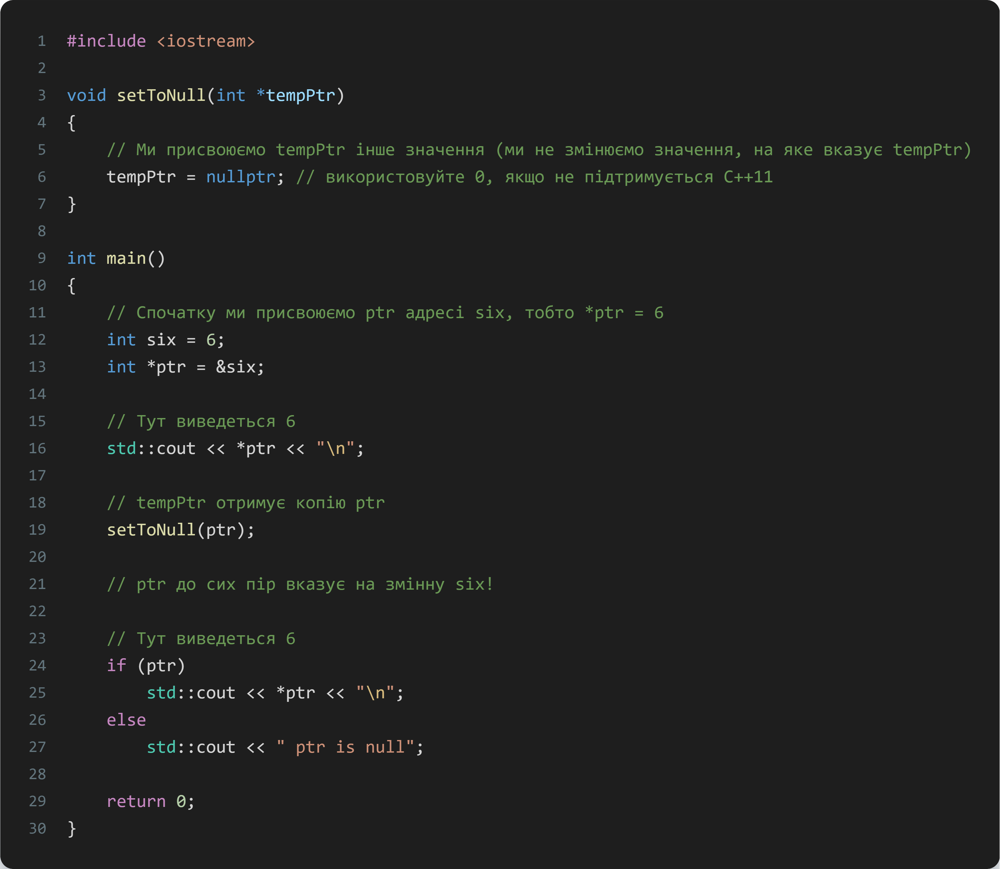 1 #include <iostream>
2
3 void setToNull(int *tempPtr)
4 {
5     // Ми присвоюємо tempPtr інше значення (ми не змінюємо значення, на яке вказує tempPtr)
6     tempPtr = nullptr; // використовуйте 0, якщо не підтримується C++11
7 }
8
9 int main()
10 {
11     // Спочатку ми присвоюємо ptr адресі six, тобто *ptr = 6
12     int six = 6;
13     int *ptr = &six;
14
15     // Тут виведеться 6
16     std::cout << *ptr << "\n";
17
18     // tempPtr отримує копію ptr
19     setToNull(ptr);
20
21     // ptr до сих пір вказує на змінну six!
22
23     // Тут виведеться 6
24     if (ptr)
25         std::cout << *ptr << "\n";
26     else
27         std::cout << " ptr is null";
28
29     return 0;
30 }